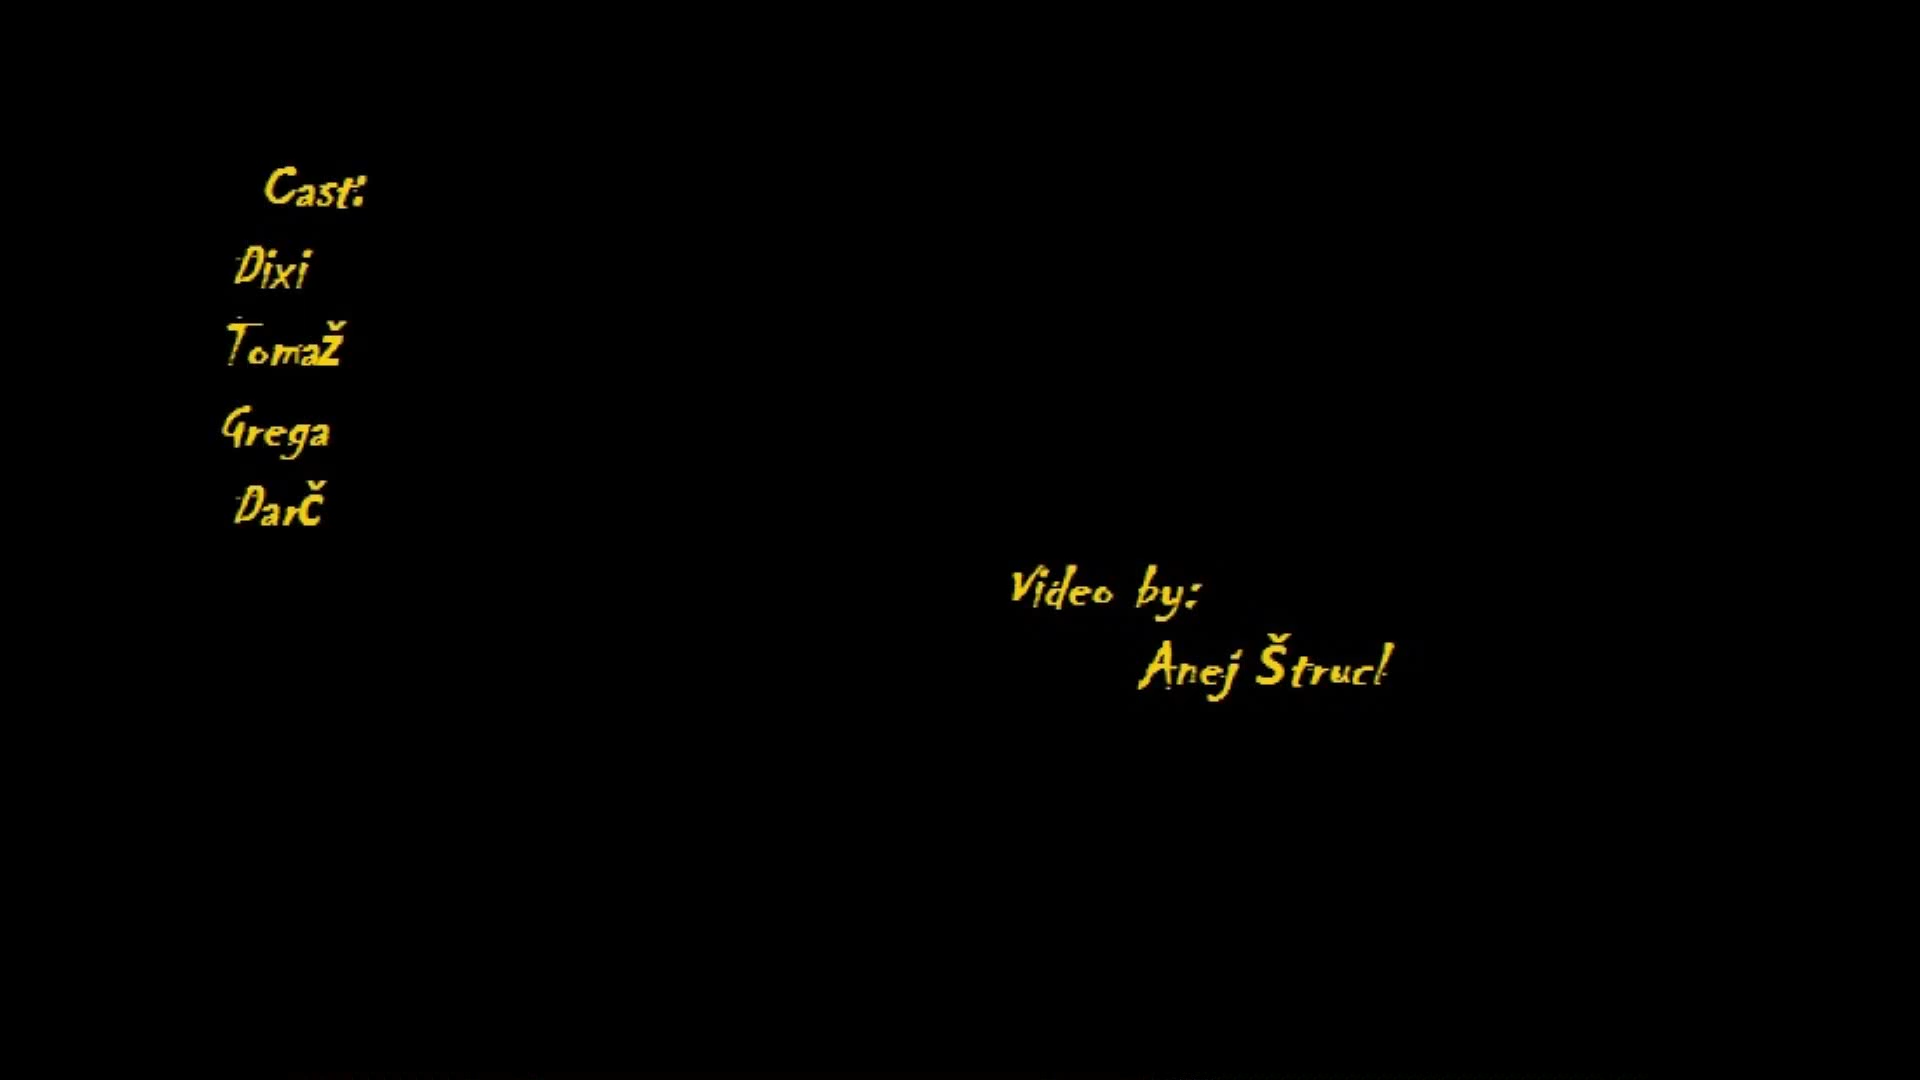 Cast:
Dixi
Tomaž
Grega
Darč
Video by:
Anej Štrucl